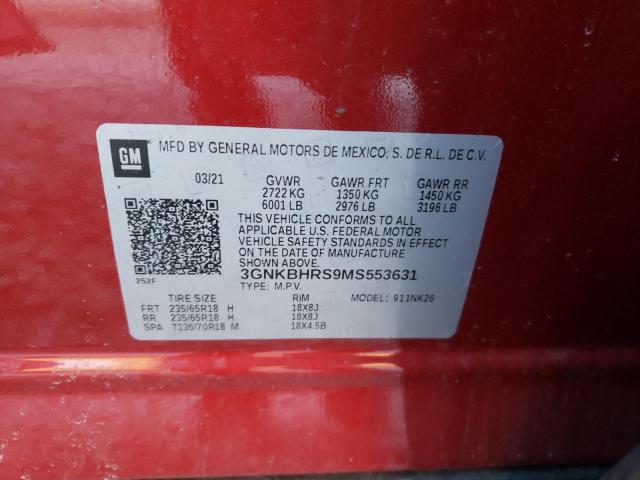 GM
MFD BY GENERAL MOTORS DE MEXICO, S. DE R.L. DE C.V.
03/21 GVWR GAWR FRT GAWR RR
2722 KG 1350 KG 1450 KG
6001 LB 2976 LB 3196 LB
THIS VEHICLE CONFORMS TO ALL
APPLICABLE U.S. FEDERAL MOTOR
VEHICLE SAFETY STANDARDS IN EFFECT
ON THE DATE OF MANUFACTURE SHOWN
ABOVE.
3GNKBHRS9MS553631
252F
TYPE: M.P.V. MODEL: 911NK26
TIRE SIZE RIM
FRT 235/65R18 H 18X8J
RR 235/65R18 H 18X8J
SPA T135/70R18 M 18X4.5B